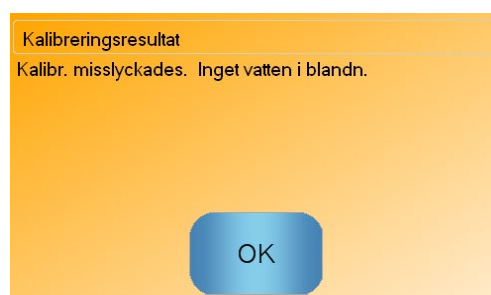 Kalibreringsresultat
Kalibr. misslyckades.  Inget vatten i blandn.
OK